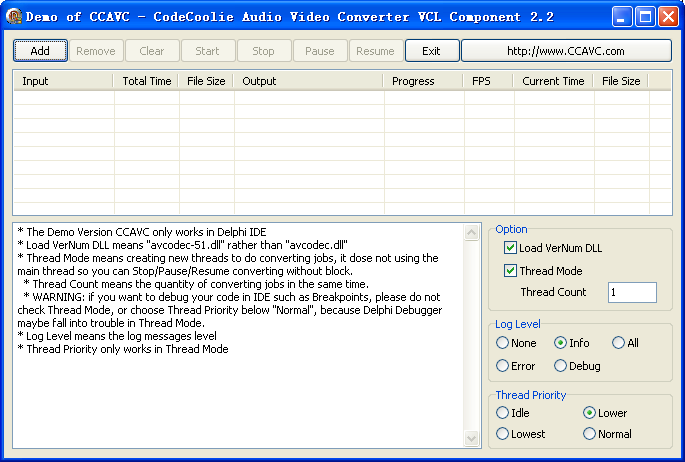 Demo of CCAVC - CodeCoolie Audio Video Converter VCL Component 2.2
Add Remove Clear Start Stop Pause Resume Exit http://www.CCAVC.com
Input Total Time File Size Output Progress FPS Current Time File Size
* The Demo Version CCAVC only works in Delphi IDE
* Load VerNum DLL means "avcodec-51.dll" rather than "avcodec.dll"
* Thread Mode means creating new threads to do converting jobs, it dose not using the
main thread so you can Stop/Pause/Resume converting without block.
* Thread Count means the quantity of converting jobs in the same time.
* WARNING: if you want to debug your code in IDE such as Breakpoints, please do not
check Thread Mode, or choose Thread Priority below "Normal", because Delphi Debugger
maybe fall into trouble in Thread Mode.
* Log Level means the log messages level
* Thread Priority only works in Thread Mode
Option
Load VerNum DLL
Thread Mode
Thread Count 1
Log Level
None Info All
Error Debug
Thread Priority
Idle Lower
Lowest Normal